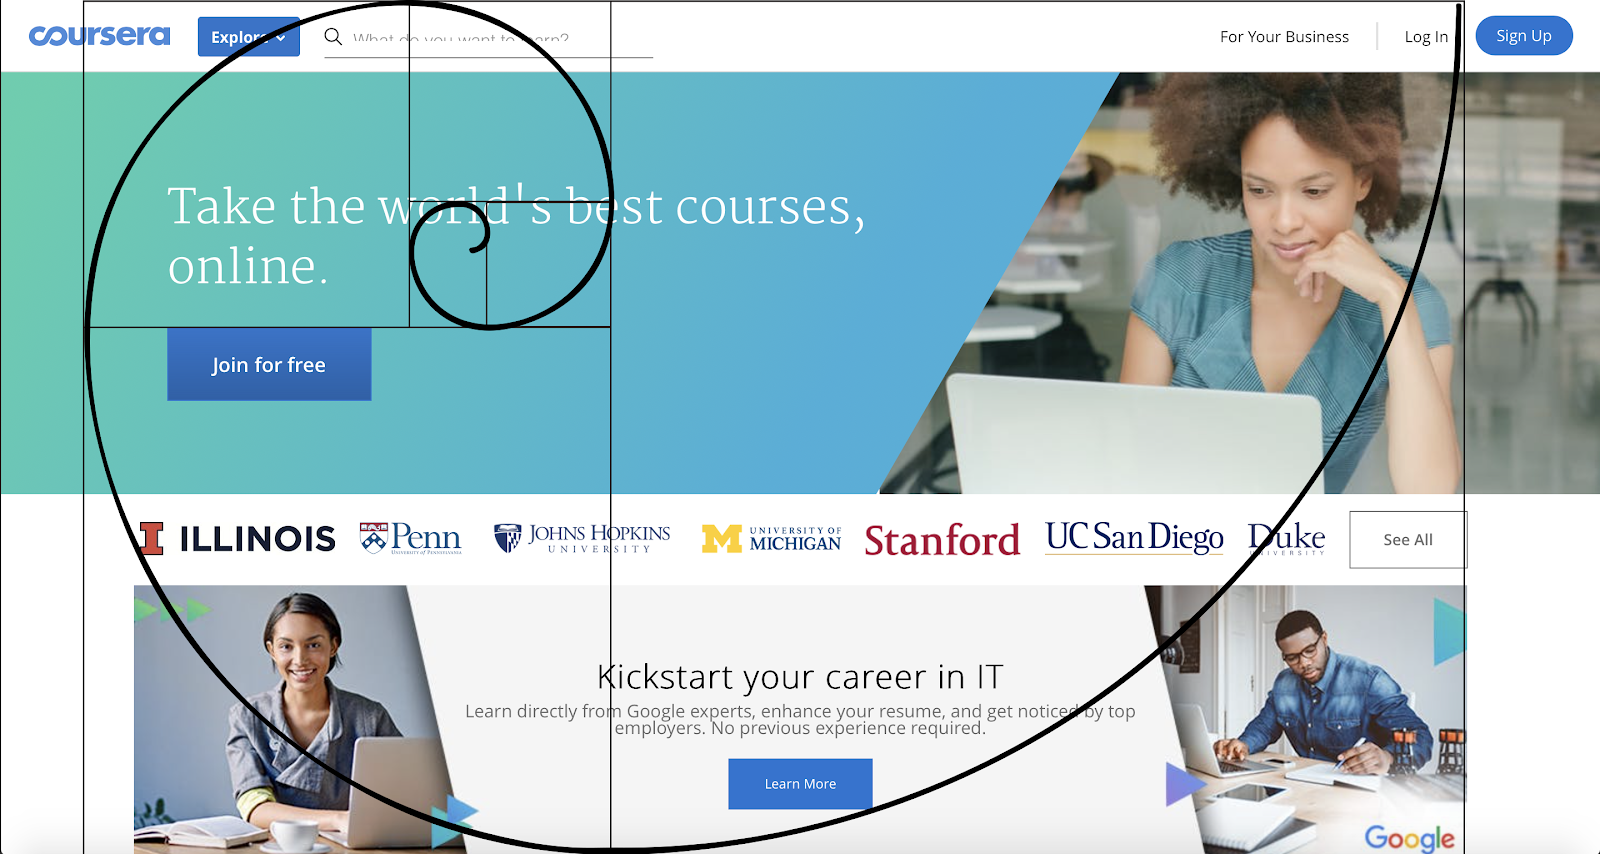 coursera
Explore
What do you want to learn?
For Your Business
Log In
Sign Up
Take the world's best courses,
online.
Join for free
I ILLINOIS
Penn
UNIVERSITY OF PENNSYLVANIA
JOHNS HOPKINS
UNIVERSITY
M UNIVERSITY OF
MICHIGAN
Stanford
UC San Diego
Duke
UNIVERSITY
See All
Kickstart your career in IT
Learn directly from Google experts, enhance your resume, and get noticed by top
employers. No previous experience required.
Learn More
Google